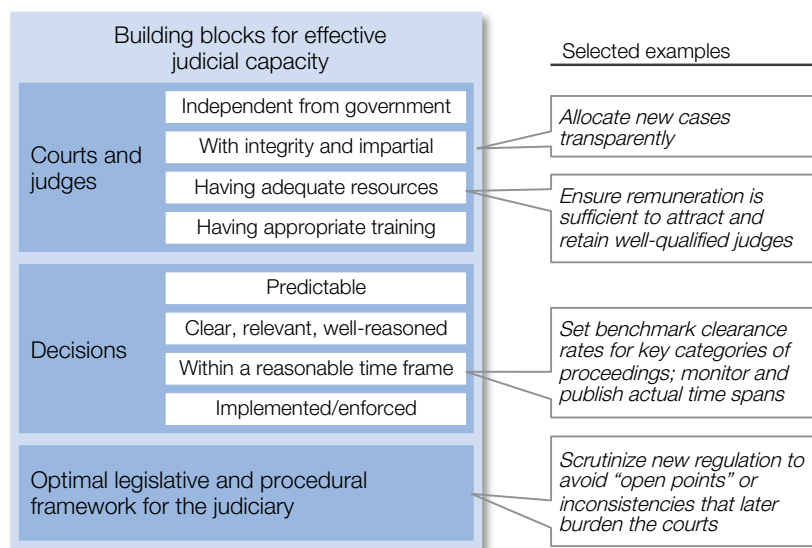 Building blocks for effective
judicial capacity
Selected examples
Courts and
judges
Independent from government
With integrity and impartial
Having adequate resources
Having appropriate training
Allocate new cases
transparently
Ensure remuneration is
sufficient to attract and
retain well-qualified judges
Decisions
Predictable
Clear, relevant, well-reasoned
Within a reasonable time frame
Implemented/enforced
Set benchmark clearance
rates for key categories of
proceedings; monitor and
publish actual time spans
Optimal legislative and procedural
framework for the judiciary
Scrutinize new regulation to
avoid “open points” or
inconsistencies that later
burden the courts